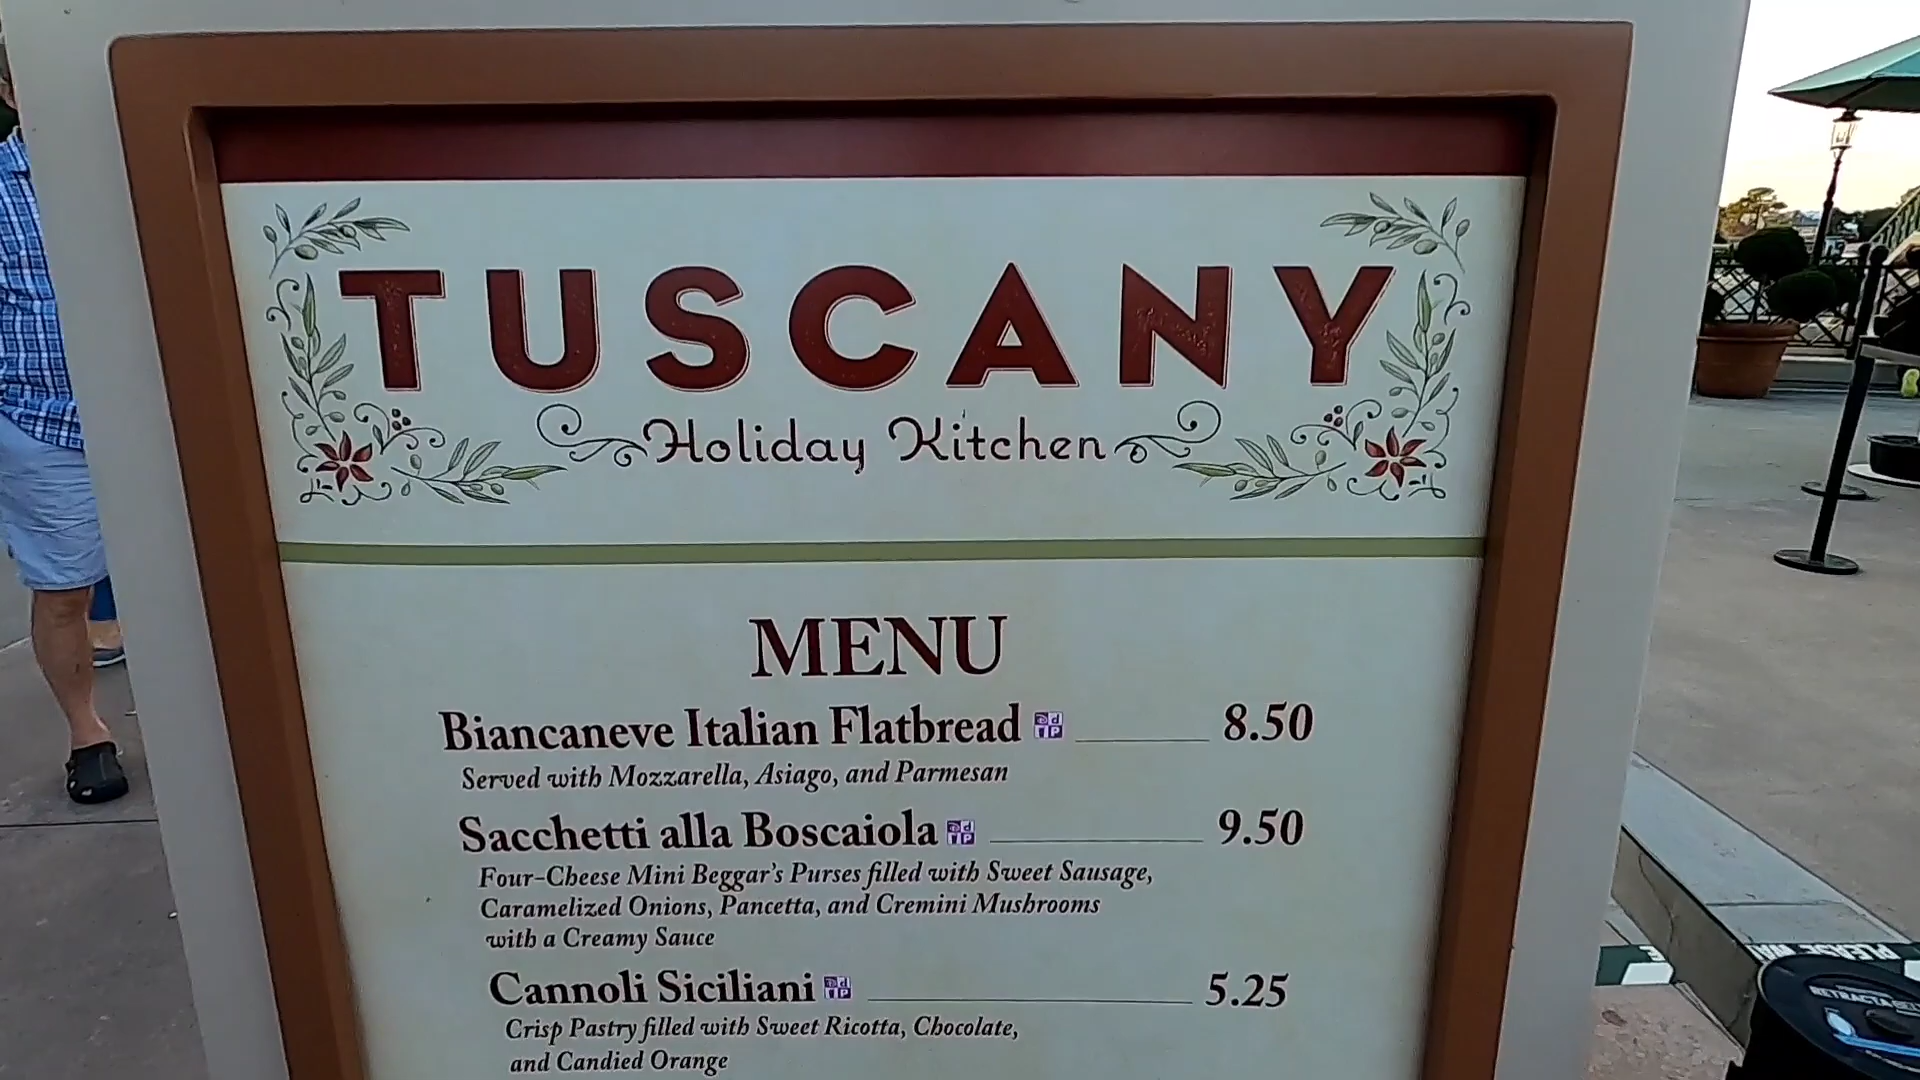 TUSCANY
Holiday Kitchen
MENU
Biancaneve Italian Flatbread 8.50
Served with Mozzarella, Asiago, and Parmesan
Sacchetti alla Boscaiola 9.50
Four-Cheese Mini Beggar's Purses filled with Sweet Sausage,
Caramelized Onions, Pancetta, and Cremini Mushrooms
with a Creamy Sauce
Cannoli Siciliani 5.25
Crisp Pastry filled with Sweet Ricotta, Chocolate,
and Candied Orange
PLEASE